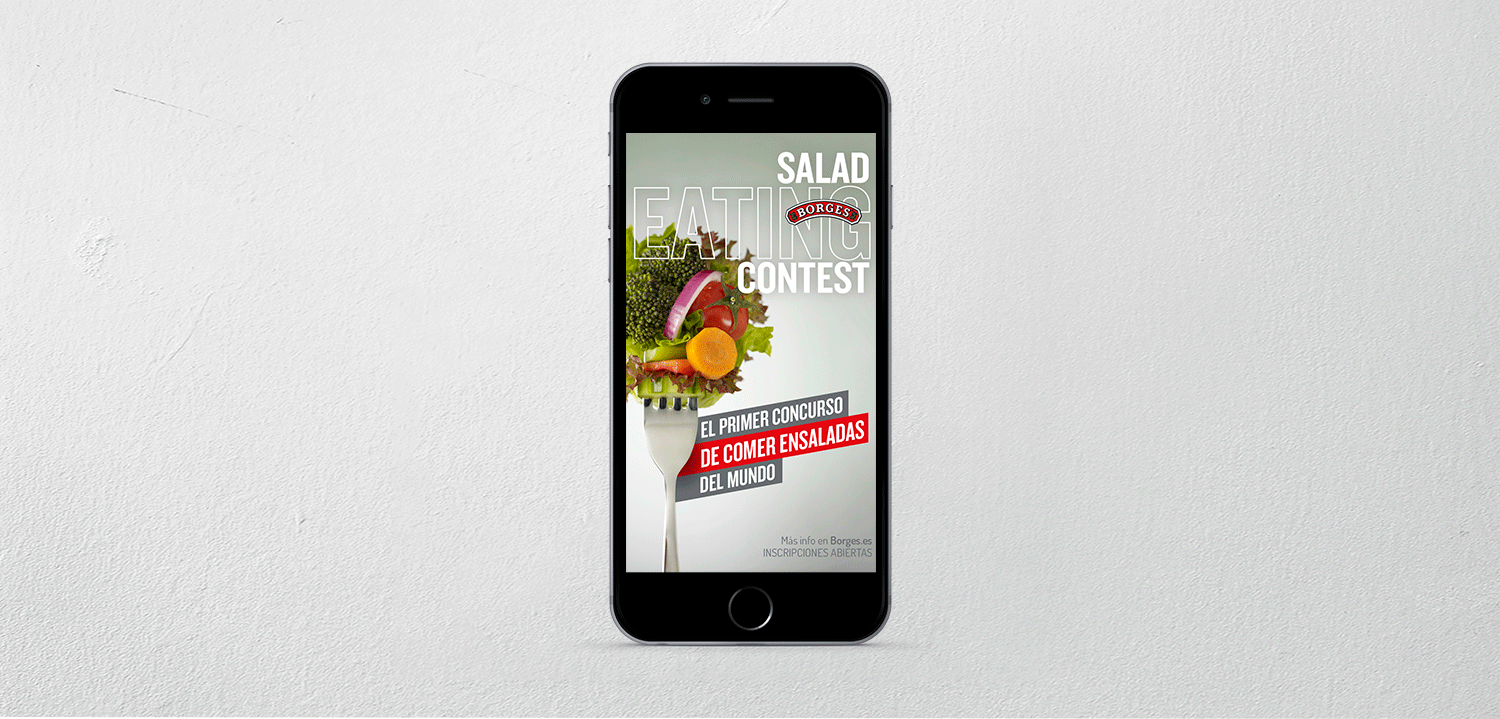 SALAD
EATING
BORGES
CONTEST
EL PRIMER CONCURSO
DE COMER ENSALADAS
DEL MUNDO
Más info en Borges.es
INSCRIPCIONES ABIERTAS